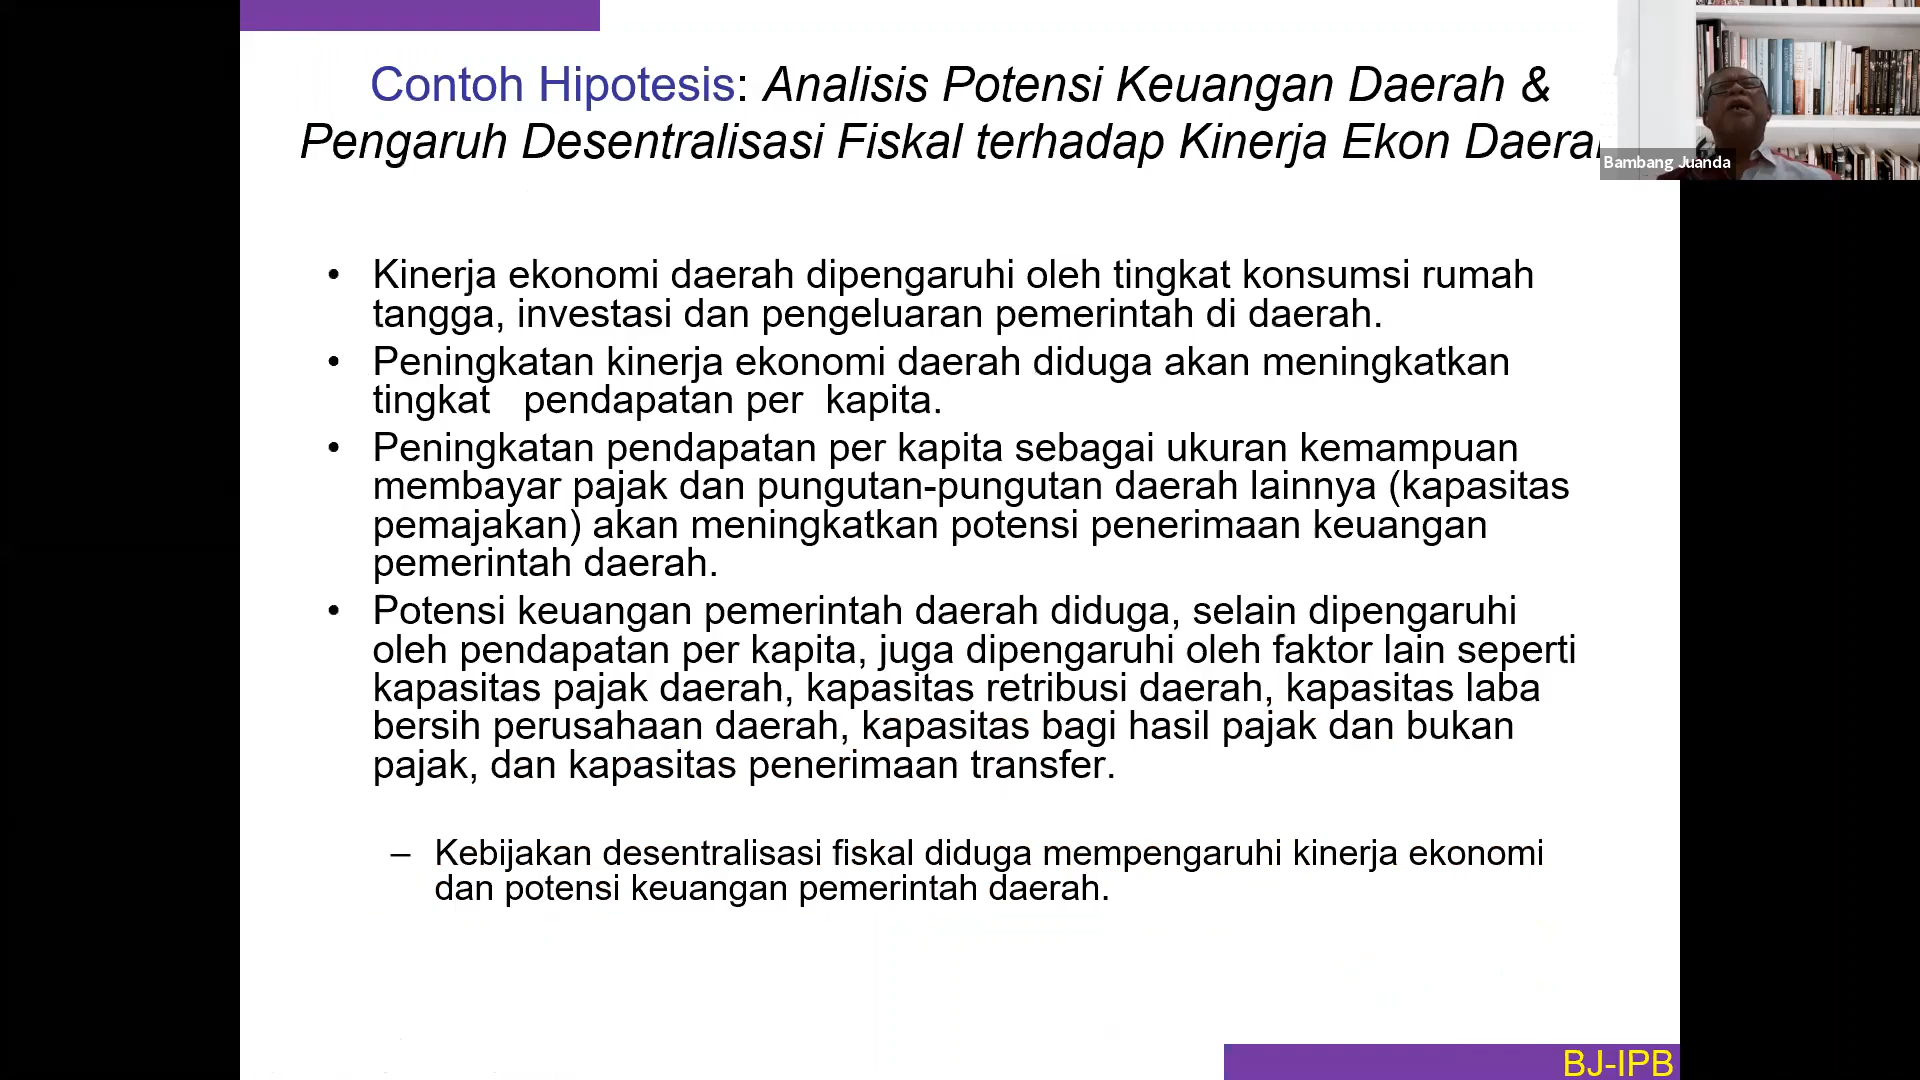 Contoh Hipotesis: Analisis Potensi Keuangan Daerah &
Pengaruh Desentralisasi Fiskal terhadap Kinerja Ekon
Bambang Juanda
• Kinerja ekonomi daerah dipengaruhi oleh tingkat konsumsi rumah
tangga, investasi dan pengeluaran pemerintah di daerah.
• Peningkatan kinerja ekonomi daerah diduga akan meningkatkan
tingkat pendapatan per kapita.
• Peningkatan pendapatan per kapita sebagai ukuran kemampuan
membayar pajak dan pungutan-pungutan daerah lainnya (kapasitas
pemajakan) akan meningkatkan potensi penerimaan keuangan
pemerintah daerah.
• Potensi keuangan pemerintah daerah diduga, selain dipengaruhi
oleh pendapatan per kapita, juga dipengaruhi oleh faktor lain seperti
kapasitas pajak daerah, kapasitas retribusi daerah, kapasitas laba
bersih perusahaan daerah, kapasitas bagi hasil pajak dan bukan
pajak, dan kapasitas penerimaan transfer.
– Kebijakan desentralisasi fiskal diduga mempengaruhi kinerja ekonomi
dan potensi keuangan pemerintah daerah.
BJ-IPB